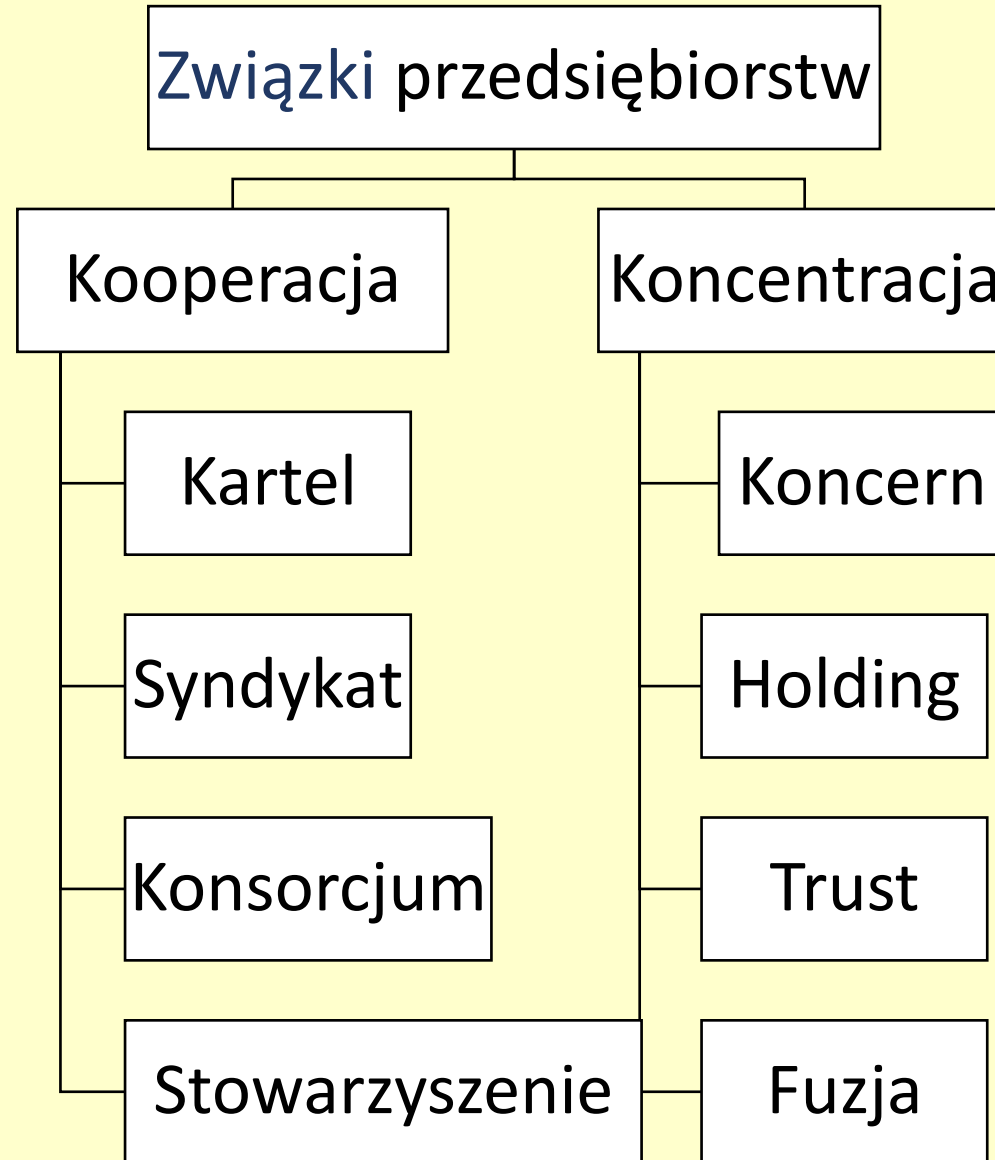 Związki przedsiębiorstw
Kooperacja
Kartel
Syndykat
Konsorcjum
Stowarzyszenie
Koncentracja
Koncern
Holding
Trust
Fuzja